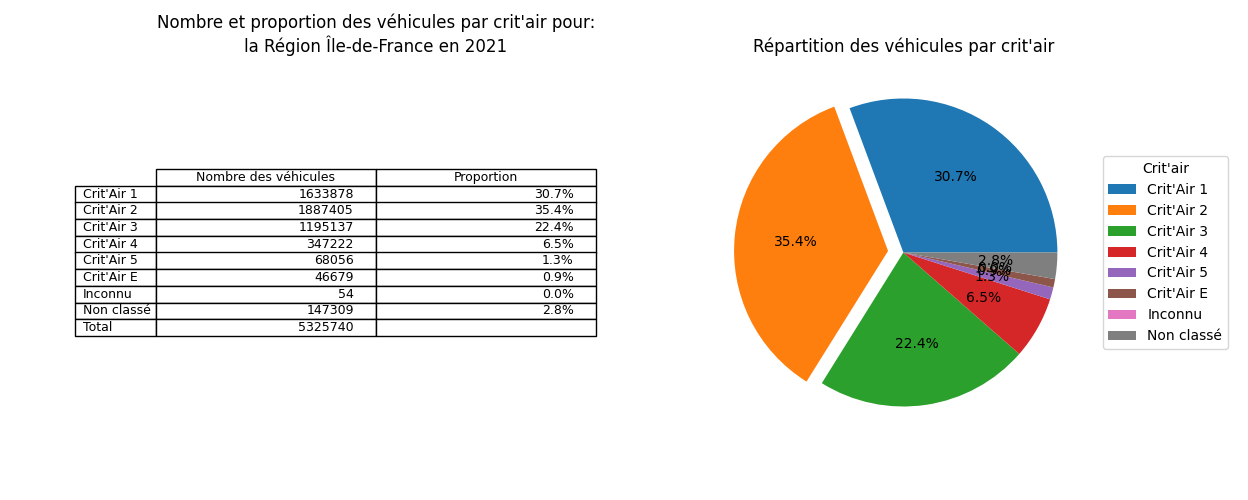 Nombre et proportion des véhicules par crit'air pour:
la Région Île-de-France en 2021
Nombre des véhicules Proportion
Crit'Air 1 1633878 30.7%
Crit'Air 2 1887405 35.4%
Crit'Air 3 1195137 22.4%
Crit'Air 4 347222 6.5%
Crit'Air 5 68056 1.3%
Crit'Air E 46679 0.9%
Inconnu 54 0.0%
Non classé 147309 2.8%
Total 5325740
Répartition des véhicules par crit'air
30.7%
35.4%
22.4%
6.5%
1.3%
0.9%
0.0%
2.8%
Crit'air
Crit'Air 1
Crit'Air 2
Crit'Air 3
Crit'Air 4
Crit'Air 5
Crit'Air E
Inconnu
Non classé